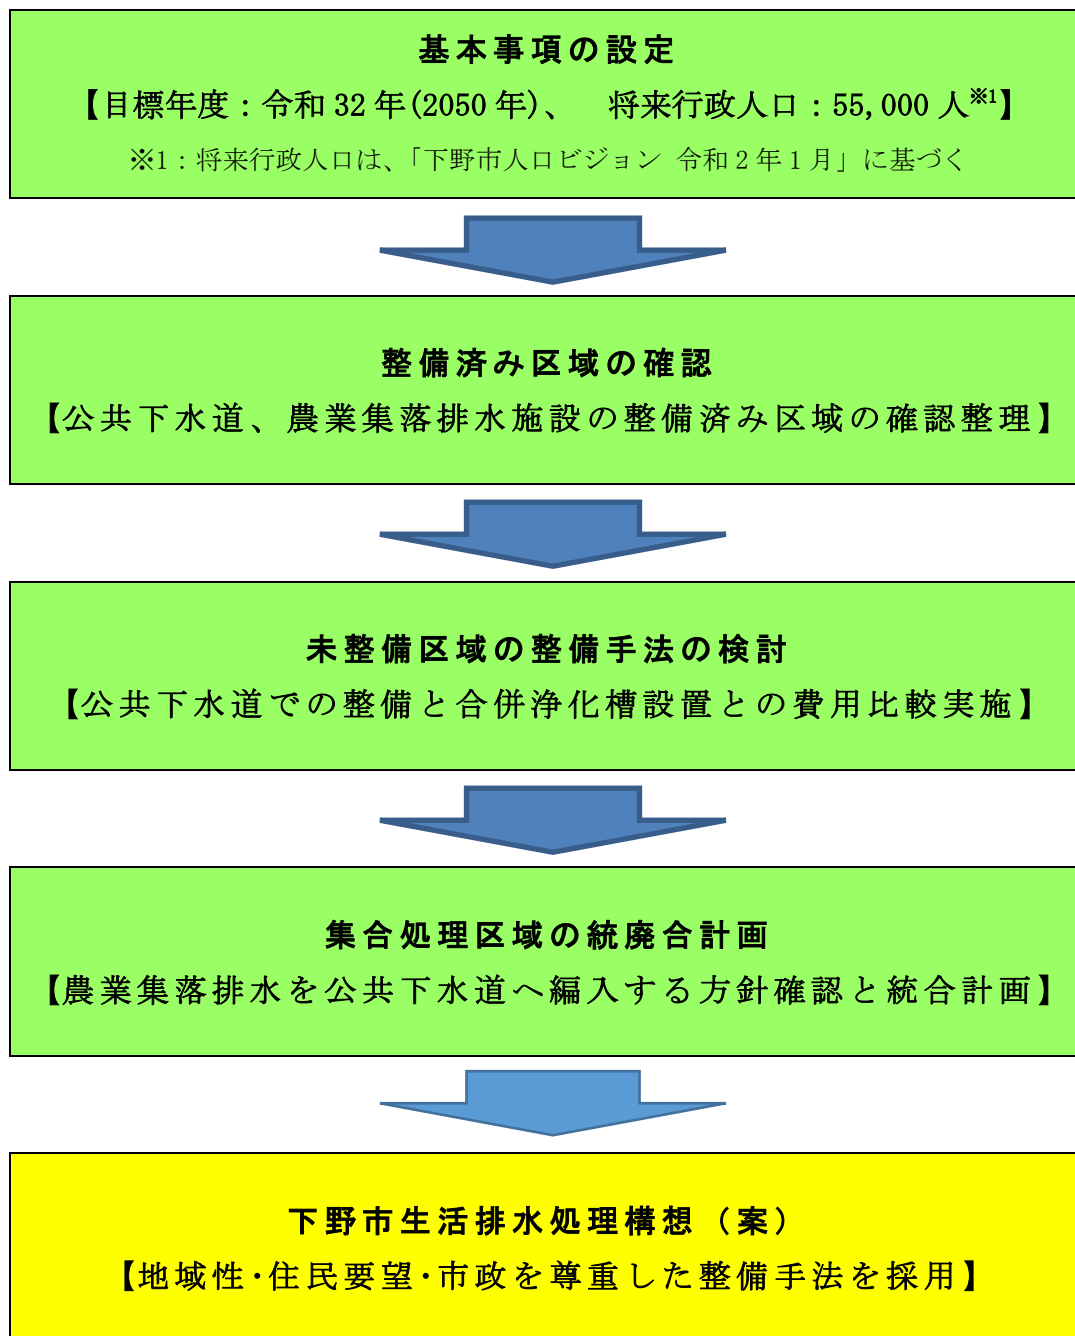 基本事項の設定
【目標年度：令和 32 年(2050 年)、　将来行政人口：55,000 人※1】
※1：将来行政人口は、「下野市人口ビジョン 令和 2 年 1 月」に基づく
整備済み区域の確認
【公共下水道、農業集落排水施設の整備済み区域の確認整理】
未整備区域の整備手法の検討
【公共下水道での整備と合併浄化槽設置との費用比較実施】
集合処理区域の統廃合計画
【農業集落排水を公共下水道へ編入する方針確認と統合計画】
下野市生活排水処理構想（案）
【地域性・住民要望・市政を尊重した整備手法を採用】